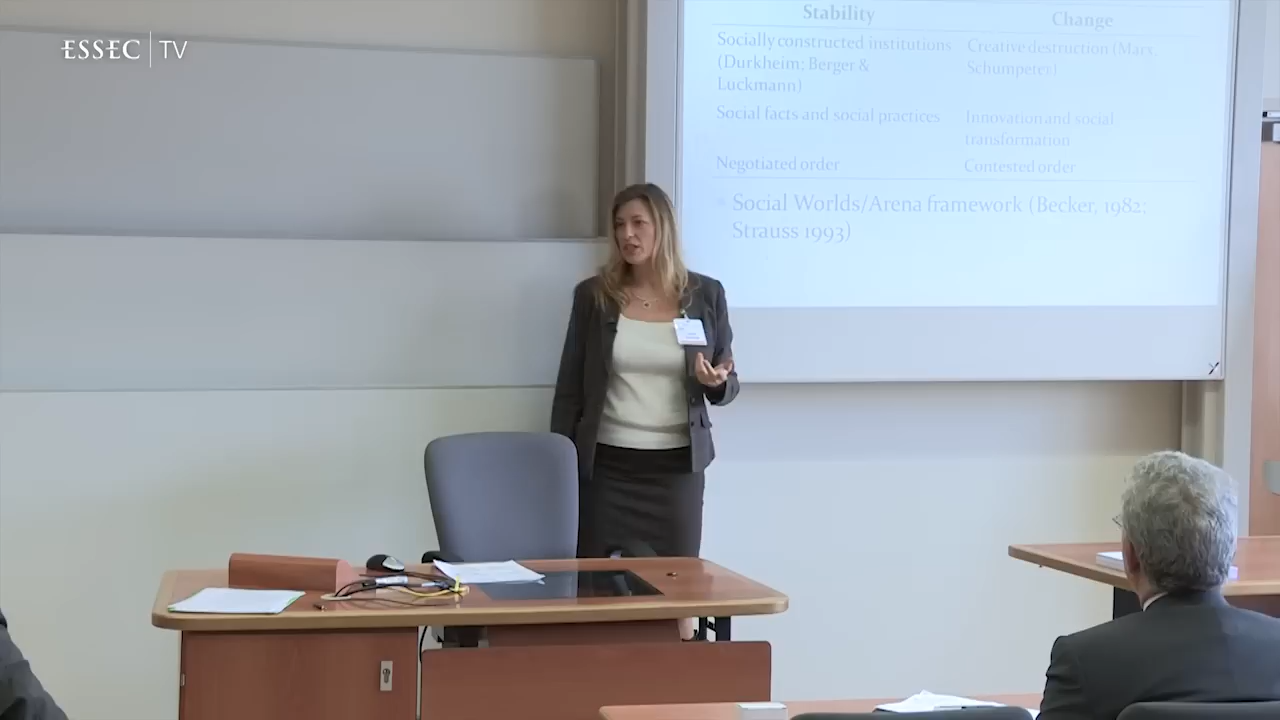 ESSEC TV
Stability Change
Socially constructed institutions Creative destruction (Marx,
(Durkheim; Berger & Schumpeter)
Luckmann)
Social facts and social practices Innovation and social
transformation
Negotiated order Contested order
Social Worlds/Arena framework (Becker, 1982;
Strauss 1993)